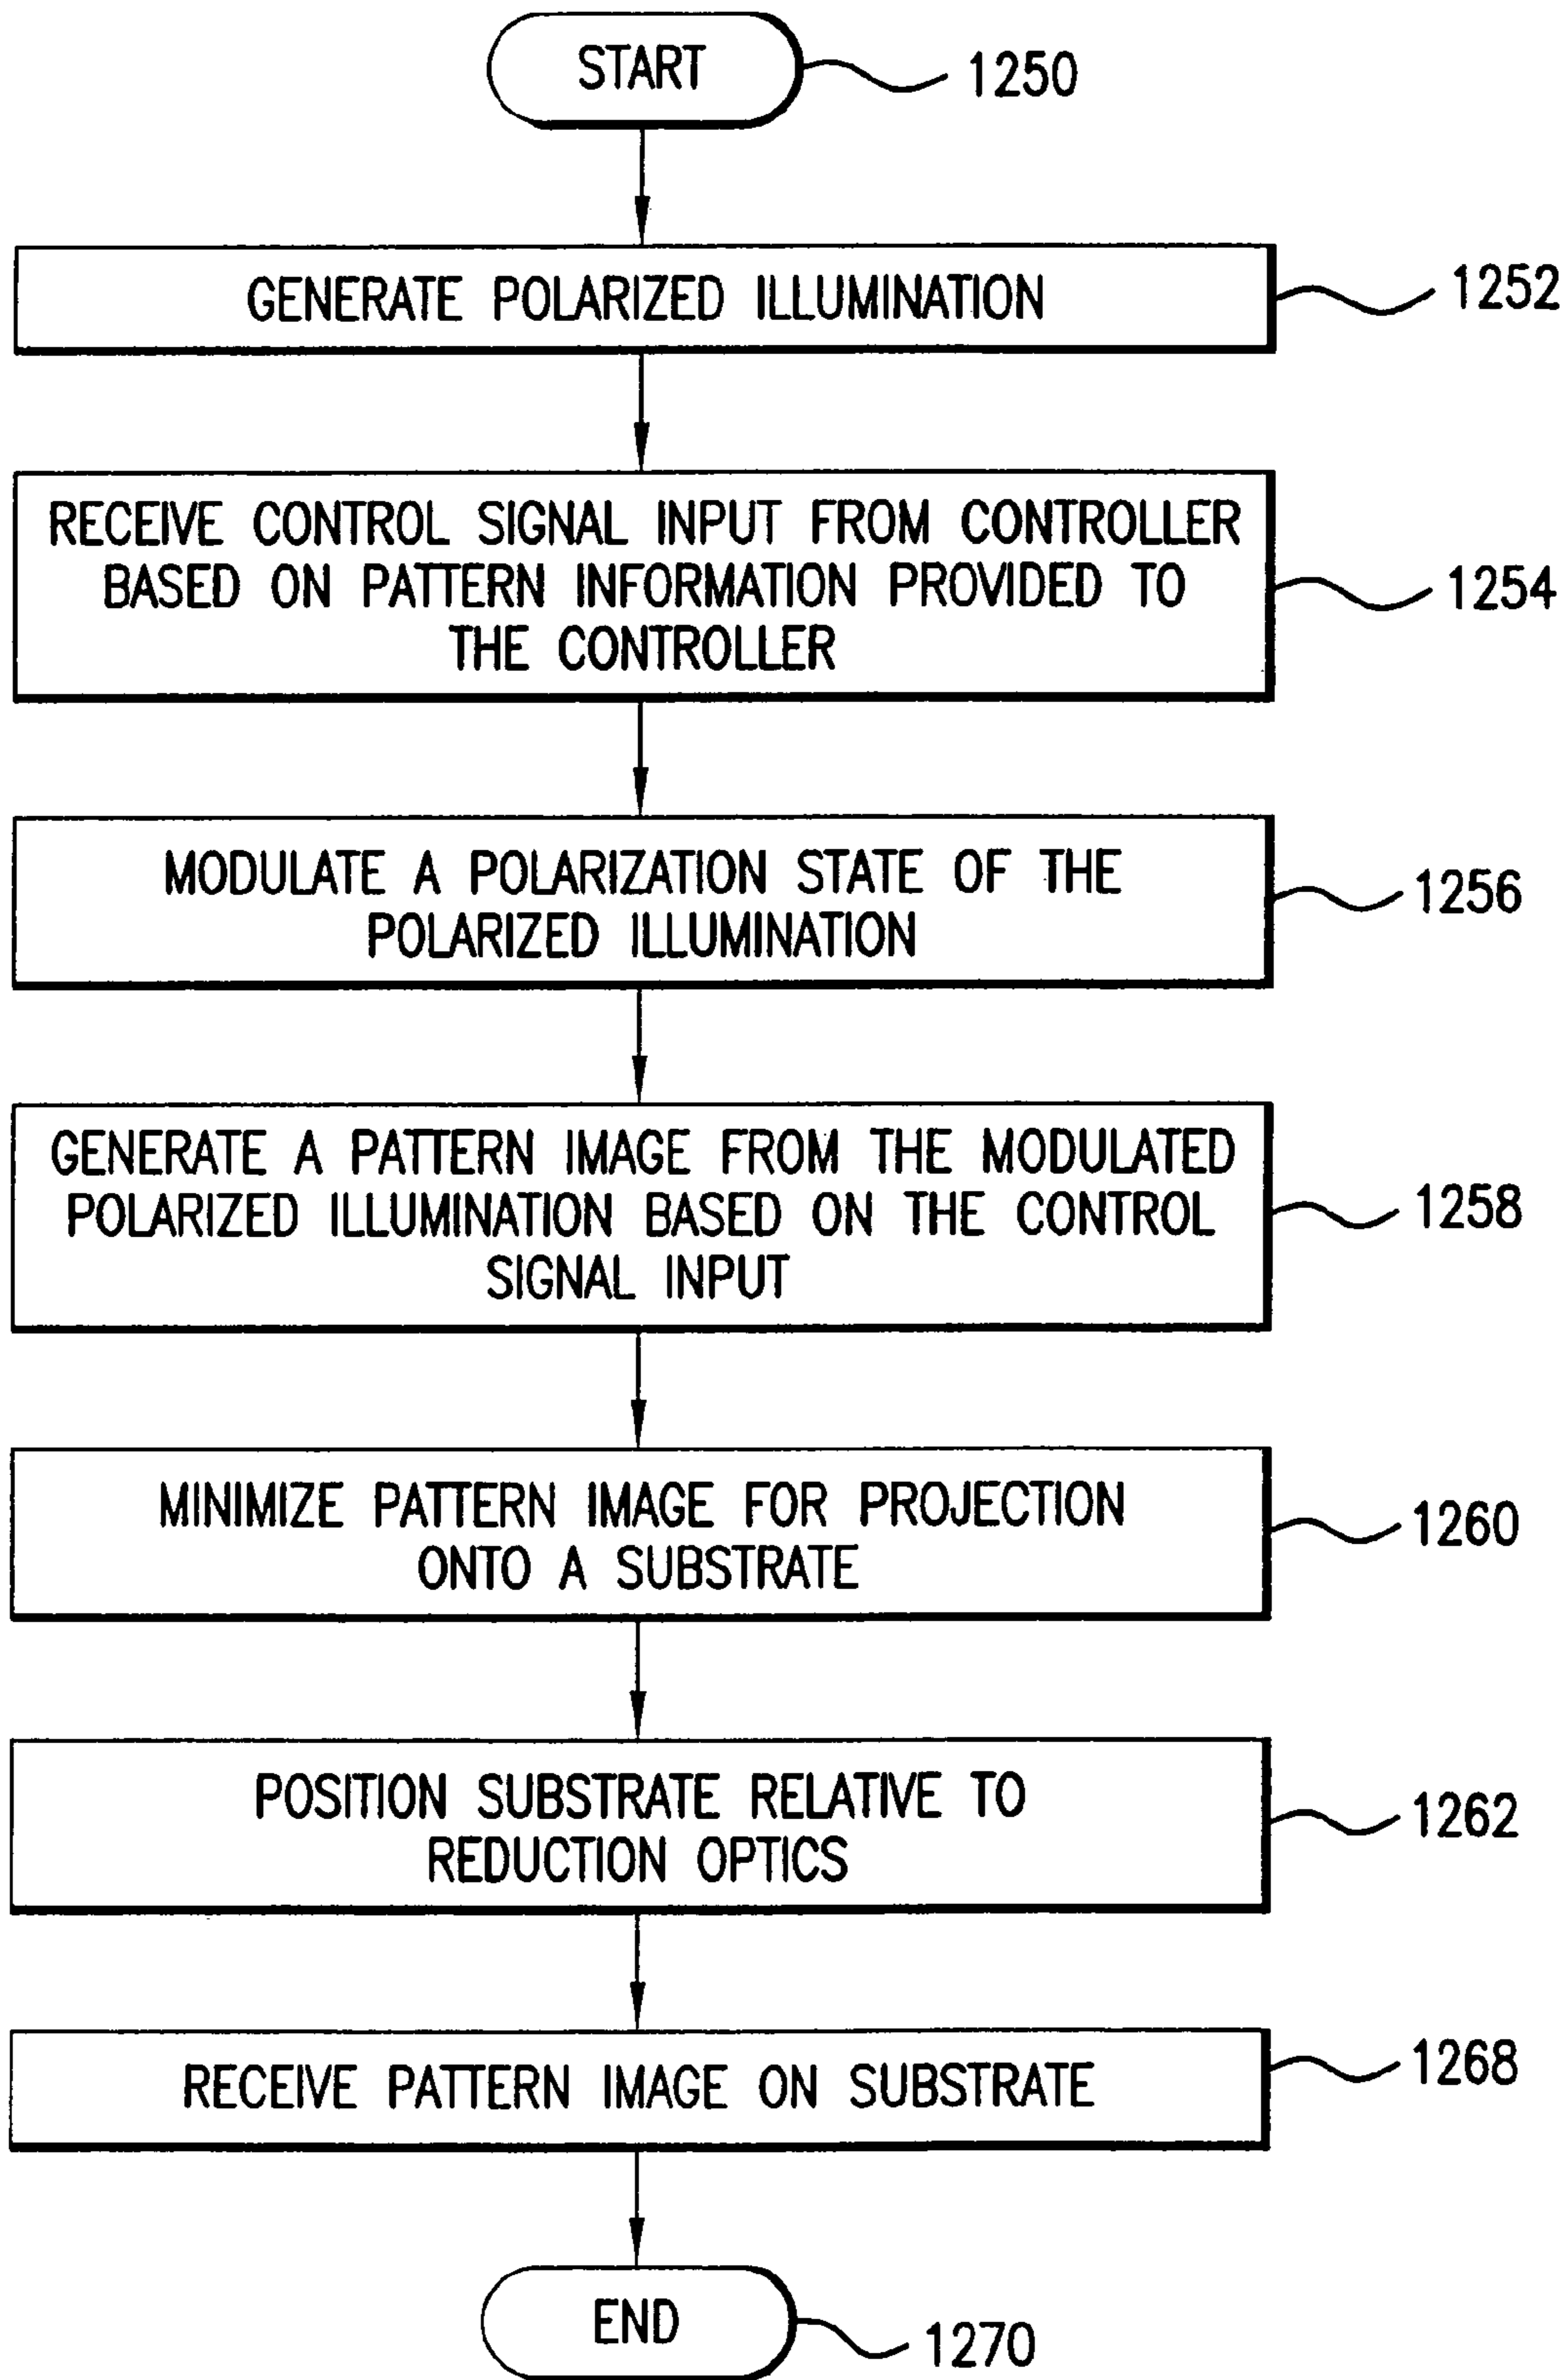 START
1250
GENERATE POLARIZED ILLUMINATION
1252
RECEIVE CONTROL SIGNAL INPUT FROM CONTROLLER
BASED ON PATTERN INFORMATION PROVIDED TO
THE CONTROLLER
1254
MODULATE A POLARIZATION STATE OF THE
POLARIZED ILLUMINATION
1256
GENERATE A PATTERN IMAGE FROM THE MODULATED
POLARIZED ILLUMINATION BASED ON THE CONTROL
SIGNAL INPUT
1258
MINIMIZE PATTERN IMAGE FOR PROJECTION
ONTO A SUBSTRATE
1260
POSITION SUBSTRATE RELATIVE TO
REDUCTION OPTICS
1262
RECEIVE PATTERN IMAGE ON SUBSTRATE
1268
END
1270